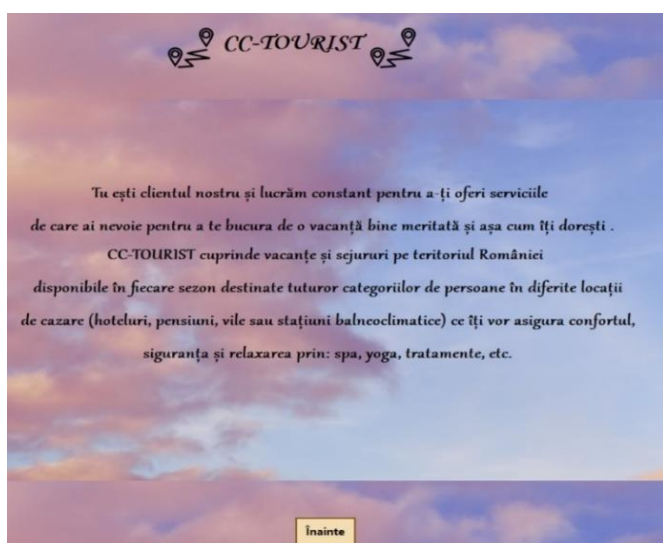 CC-TOURIST
Tu ești clientul nostru și lucrăm constant pentru a-ți oferi serviciile
de care ai nevoie pentru a te bucura de o vacanță bine meritată și așa cum îți dorești .
CC-TOURIST cuprinde vacanțe și sejururi pe teritoriul României
disponibile în fiecare sezon destinate tuturor categoriilor de persoane în diferite locații
de cazare (hoteluri, pensiuni, vile sau stațiuni balneoclimatice) ce îți vor asigura confortul,
siguranța și relaxarea prin: spa, yoga, tratamente, etc.
Înainte